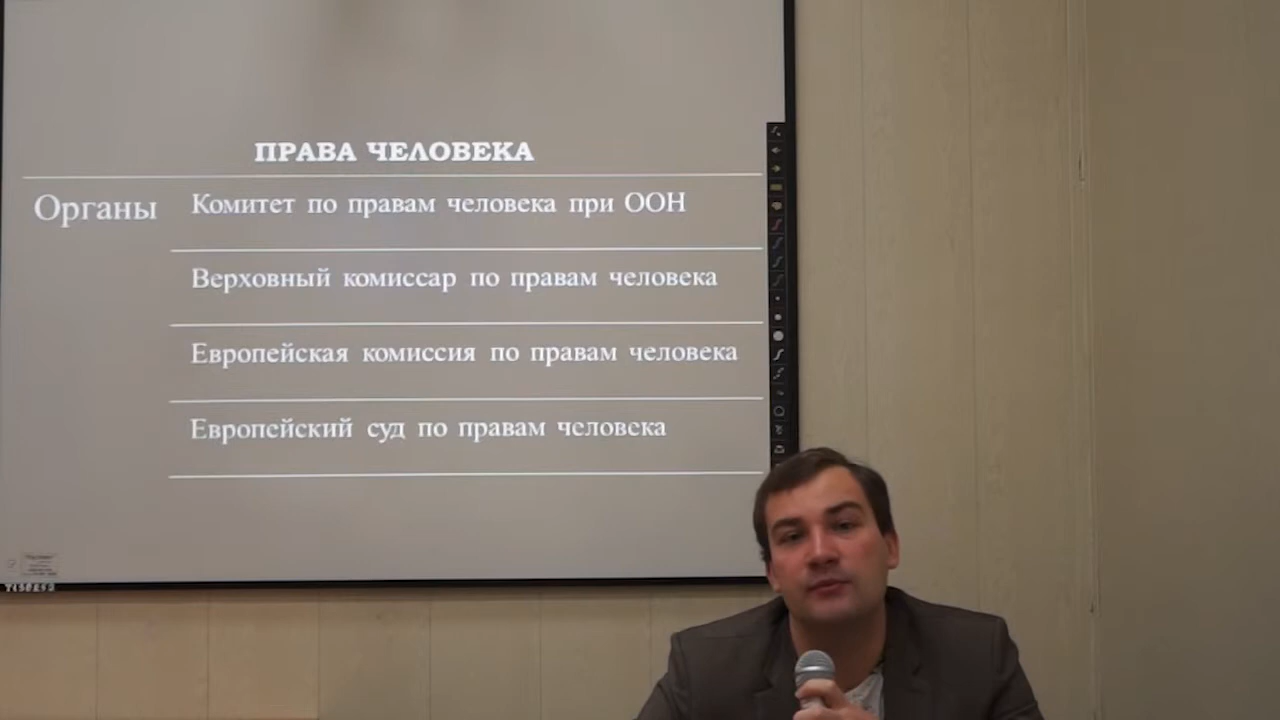 ПРАВА ЧЕЛОВЕКА
Органы
Комитет по правам человека при ООН
Верховный комиссар по правам человека
Европейская комиссия по правам человека
Европейский суд по правам человека